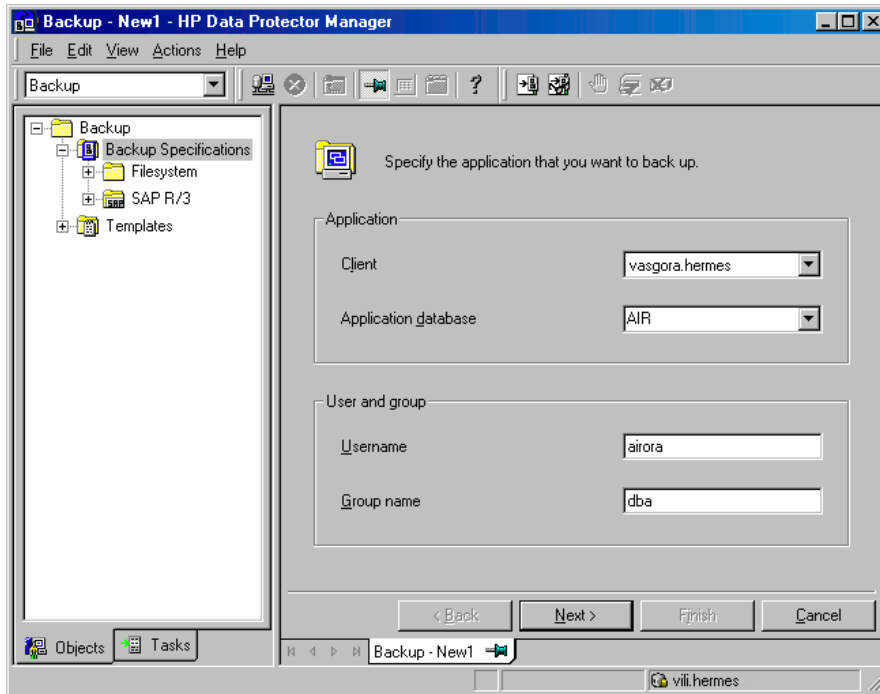 Backup - New1 - HP Data Protector Manager
File Edit View Actions Help
Backup
Backup
Backup Specifications
Filesystem
SAP R/3
Templates
Specify the application that you want to back up.
Application
Client
vasgora.hermes
Application database
AIR
User and group
Username
airora
Group name
dba
< Back Next > Finish Cancel
Objects Tasks
Backup - New1
vili.hermes